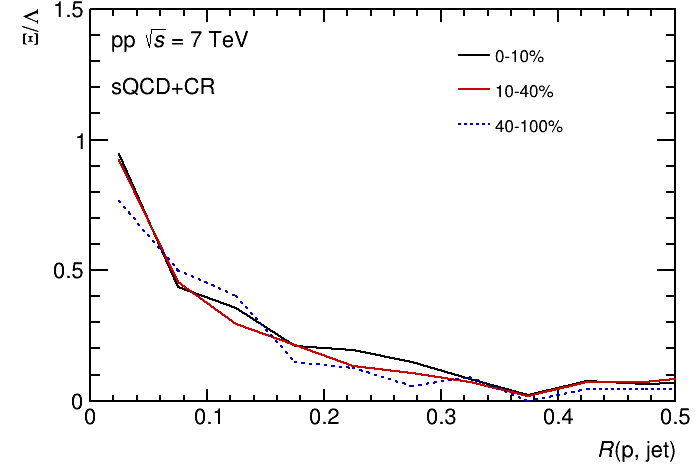 Ξ/Λ
1.5
1
0.5
0
pp √s = 7 TeV
sQCD+CR
0-10%
10-40%
40-100%
0 0.1 0.2 0.3 0.4 0.5
R(p, jet)